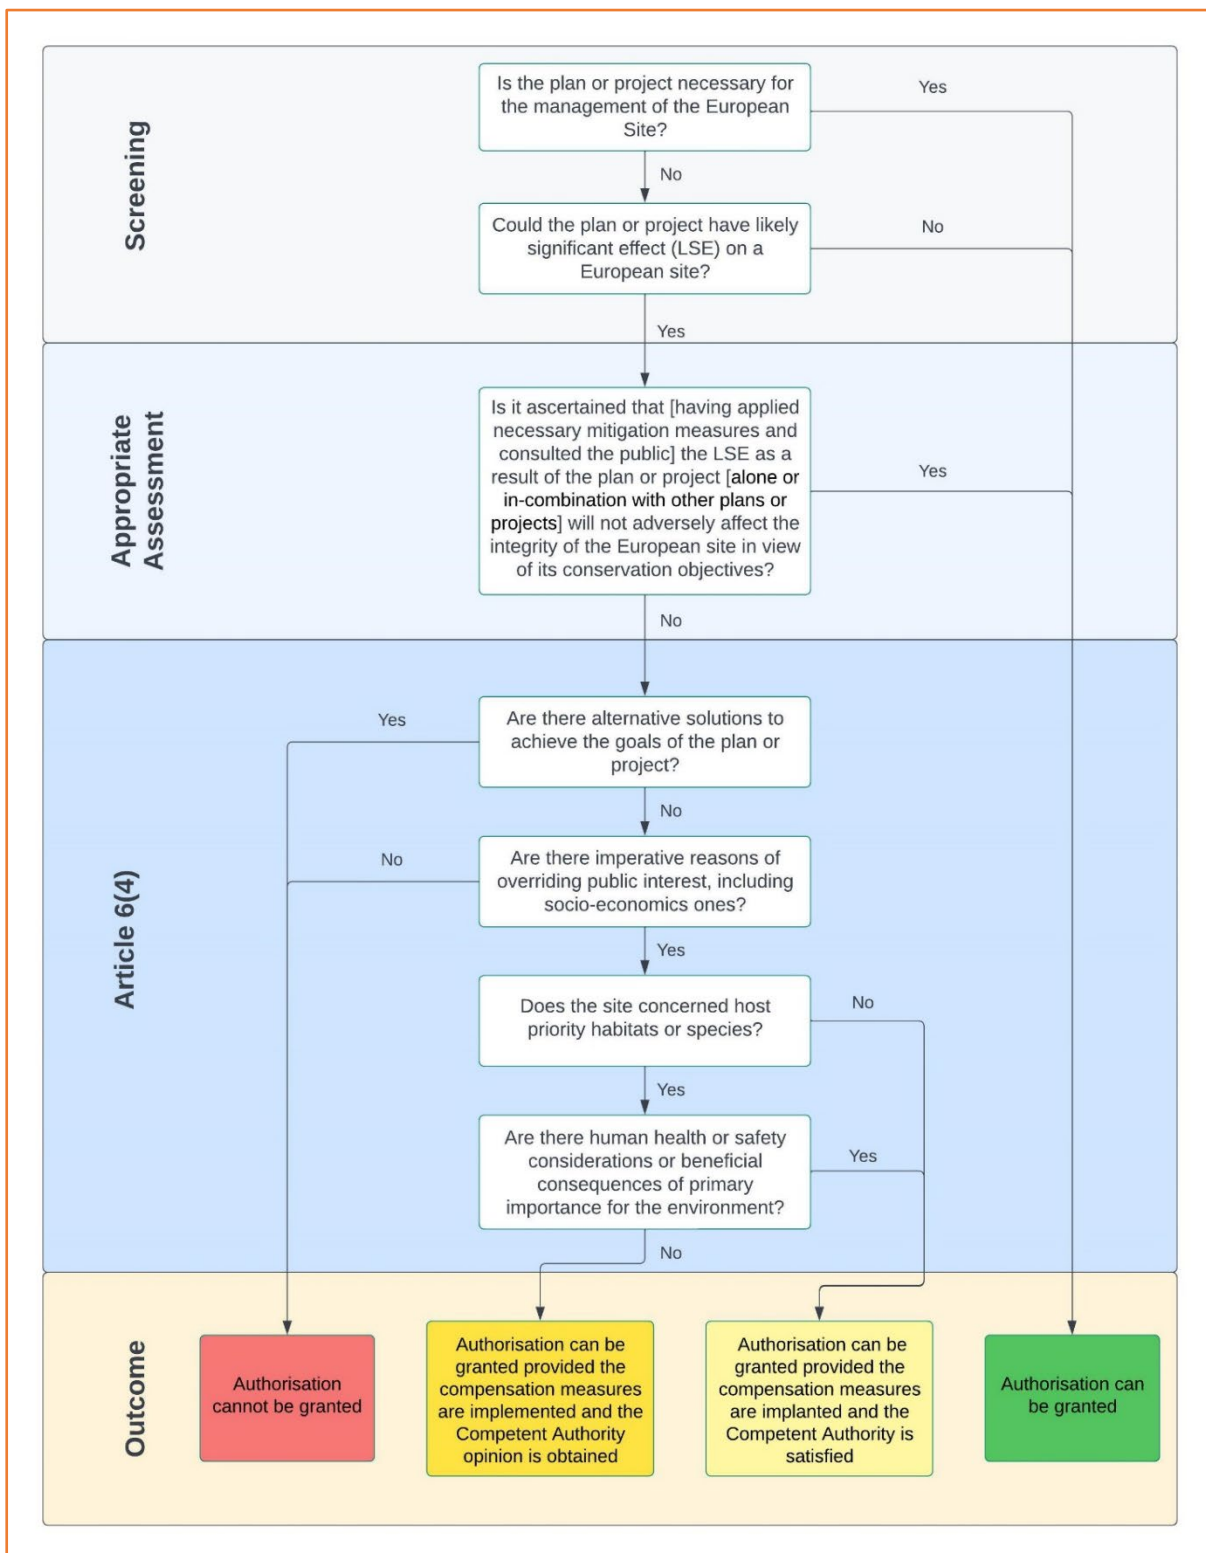 Screening
Is the plan or project necessary for
the management of the European
Site?
Yes
No
Could the plan or project have likely
significant effect (LSE) on a
European site?
No
Yes
Appropriate
Assessment
Is it ascertained that [having applied
necessary mitigation measures and
consulted the public] the LSE as a
result of the plan or project [alone or
in-combination with other plans or
projects] will not adversely affect the
integrity of the European site in view
of its conservation objectives?
Yes
No
Article 6(4)
Are there alternative solutions to
achieve the goals of the plan or
project?
Yes
No
Are there imperative reasons of
overriding public interest, including
socio-economics ones?
No
Yes
Does the site concerned host
priority habitats or species?
No
Yes
Are there human health or safety
considerations or beneficial
consequences of primary
importance for the environment?
Yes
No
Outcome
Authorisation
cannot be granted
Authorisation can be
granted provided the
compensation measures
are implemented and the
Competent Authority
opinion is obtained
Authorisation can be
granted provided the
compensation measures
are implanted and the
Competent Authority is
satisfied
Authorisation can
be granted